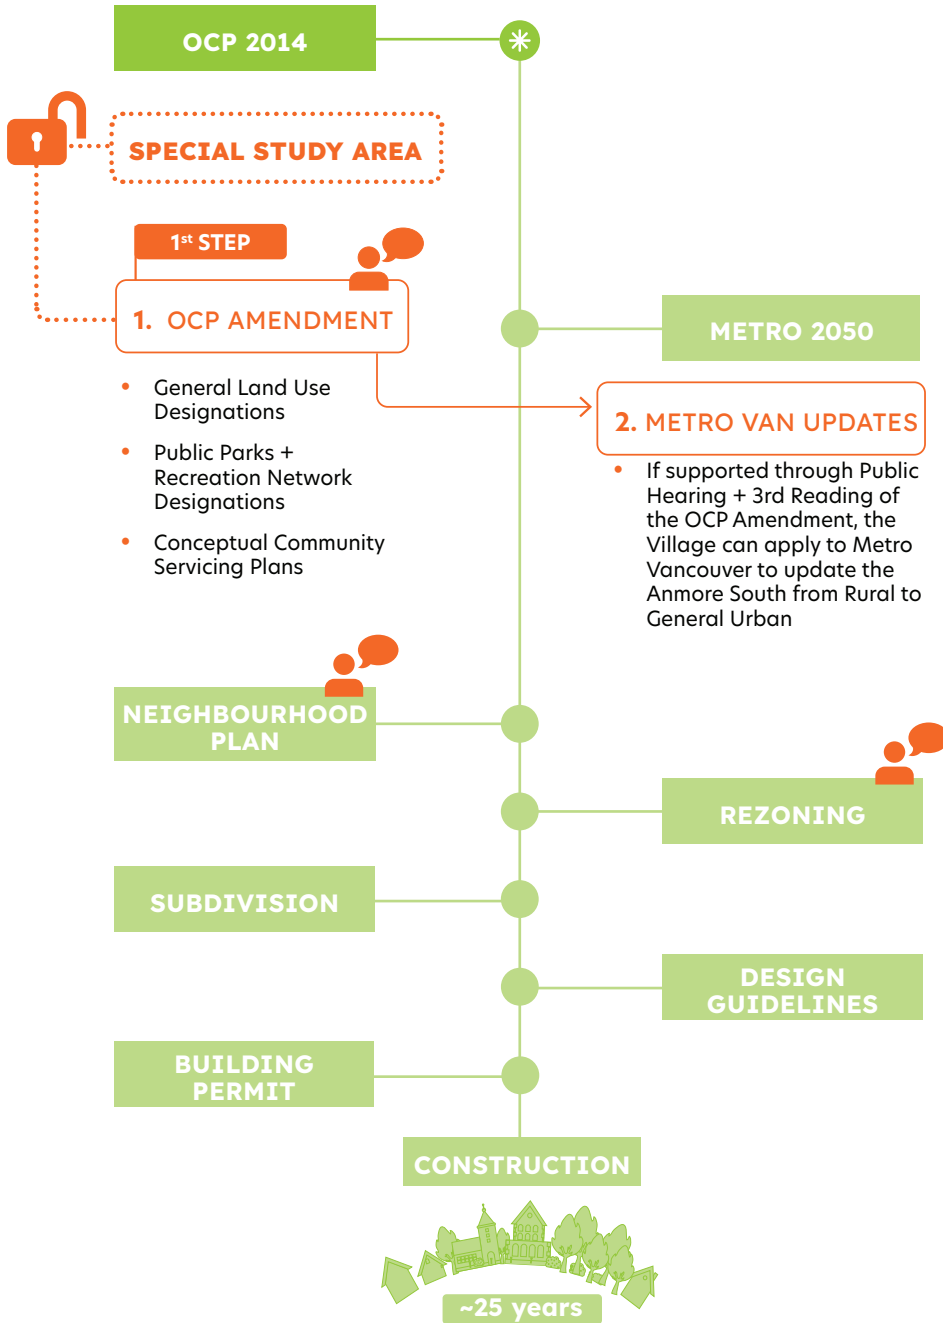 OCP 2014
SPECIAL STUDY AREA
1st STEP
1. OCP AMENDMENT
• General Land Use
Designations
• Public Parks +
Recreation Network
Designations
• Conceptual Community
Servicing Plans
METRO 2050
2. METRO VAN UPDATES
• If supported through Public
Hearing + 3rd Reading of
the OCP Amendment, the
Village can apply to Metro
Vancouver to update the
Anmore South from Rural to
General Urban
NEIGHBOURHOOD
PLAN
REZONING
SUBDIVISION
DESIGN
GUIDELINES
BUILDING
PERMIT
CONSTRUCTION
~25 years